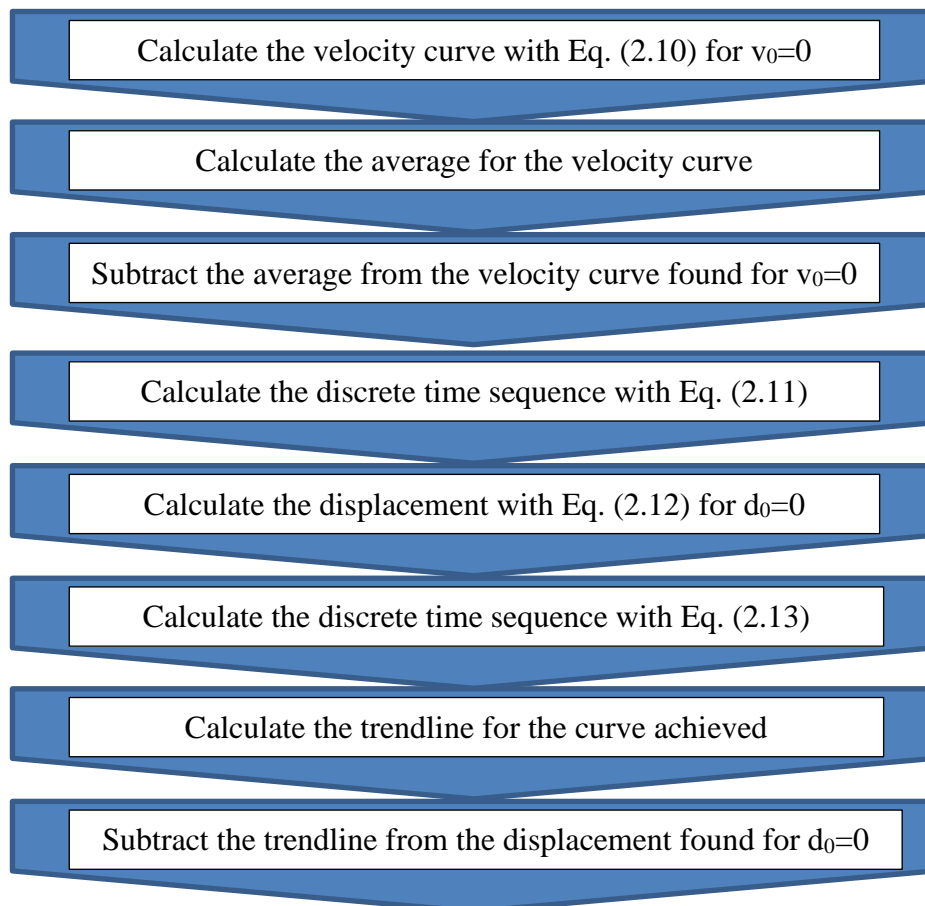 Calculate the velocity curve with Eq. (2.10) for v₀=0
Calculate the average for the velocity curve
Subtract the average from the velocity curve found for v₀=0
Calculate the discrete time sequence with Eq. (2.11)
Calculate the displacement with Eq. (2.12) for d₀=0
Calculate the discrete time sequence with Eq. (2.13)
Calculate the trendline for the curve achieved
Subtract the trendline from the displacement found for d₀=0